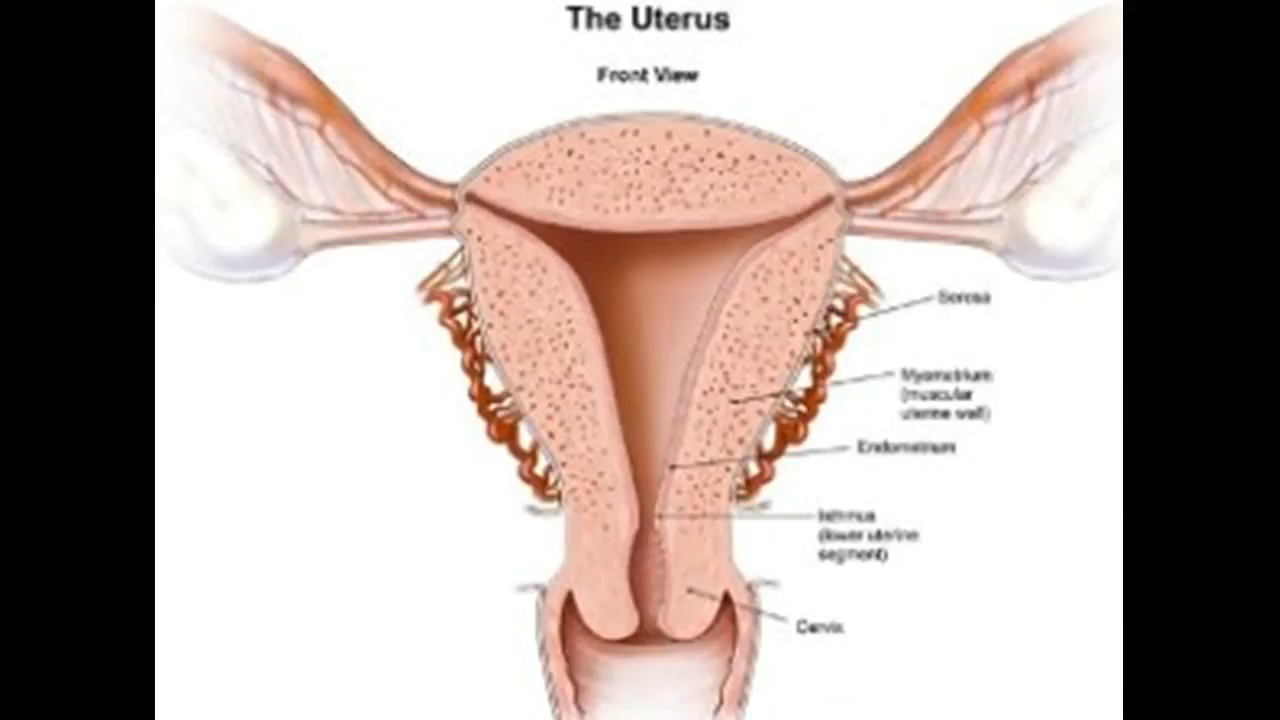 The Uterus
Front View
Serosa
Myometrium
(muscular
uterine wall)
Endometrium
Isthmus
(lower uterine
segment)
Cervix